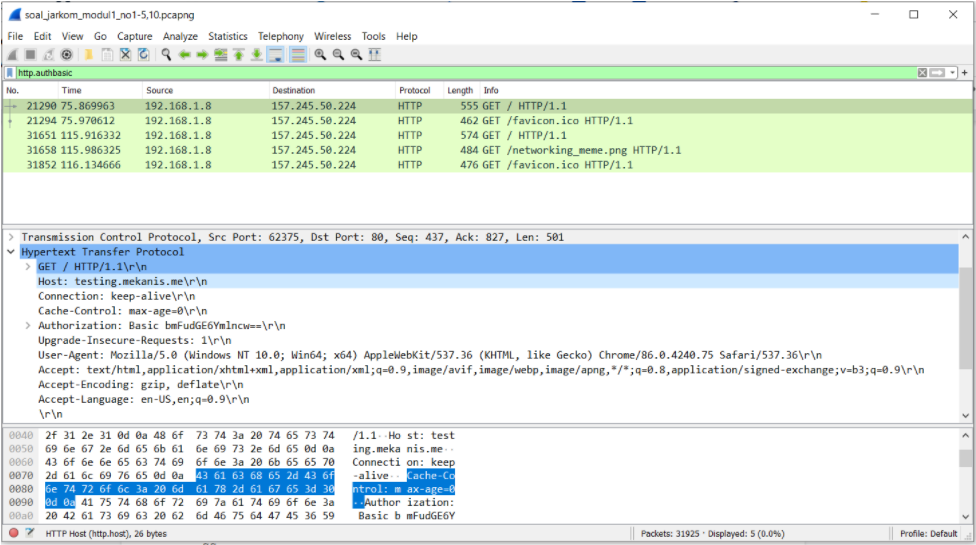 soal_jarkom_modul1_no1-5,10.pcapng
File Edit View Go Capture Analyze Statistics Telephony Wireless Tools Help
http.authbasic
No. Time Source Destination Protocol Length Info
21290 75.869963 192.168.1.8 157.245.50.224 HTTP 555 GET / HTTP/1.1
21294 75.970612 192.168.1.8 157.245.50.224 HTTP 462 GET /favicon.ico HTTP/1.1
31651 115.916332 192.168.1.8 157.245.50.224 HTTP 574 GET / HTTP/1.1
31658 115.986325 192.168.1.8 157.245.50.224 HTTP 484 GET /networking_meme.png HTTP/1.1
31852 116.134666 192.168.1.8 157.245.50.224 HTTP 476 GET /favicon.ico HTTP/1.1
Transmission Control Protocol, Src Port: 62375, Dst Port: 80, Seq: 437, Ack: 827, Len: 501
Hypertext Transfer Protocol
GET / HTTP/1.1\r\n
Host: testing.mekanis.me\r\n
Connection: keep-alive\r\n
Cache-Control: max-age=0\r\n
Authorization: Basic bmFudGE6Ymlncw==\r\n
Upgrade-Insecure-Requests: 1\r\n
User-Agent: Mozilla/5.0 (Windows NT 10.0; Win64; x64) AppleWebKit/537.36 (KHTML, like Gecko) Chrome/86.0.4240.75 Safari/537.36\r\n
Accept: text/html,application/xhtml+xml,application/xml;q=0.9,image/avif,image/webp,image/apng,*/*;q=0.8,application/signed-exchange;v=b3;q=0.9\r\n
Accept-Encoding: gzip, deflate\r\n
Accept-Language: en-US,en;q=0.9\r\n
\r\n
0040 2f 31 2e 31 0d 0a 48 6f 73 74 3a 20 74 65 73 74 /1.1··Ho st: test
0050 69 6e 67 2e 6d 65 6b 61 6e 69 73 2e 6d 65 0d 0a ing.meka nis.me··
0060 43 6f 6e 6e 65 63 74 69 6f 6e 3a 20 6b 65 65 70 Connecti on: keep
0070 2d 61 6c 69 76 65 0d 0a 43 61 63 68 65 2d 43 6f -alive·· Cache-Co
0080 6e 74 72 6f 6c 3a 20 6d 61 78 2d 61 67 65 3d 30 ntrol: m ax-age=0
0090 0d 0a 41 75 74 68 6f 72 69 7a 61 74 69 6f 6e 3a ··Author ization:
00a0 20 42 61 73 69 63 20 62 6d 46 75 64 47 45 36 59 Basic b mFudGE6Y
HTTP Host (http.host), 26 bytes Packets: 31925 · Displayed: 5 (0.0%) Profile: Default